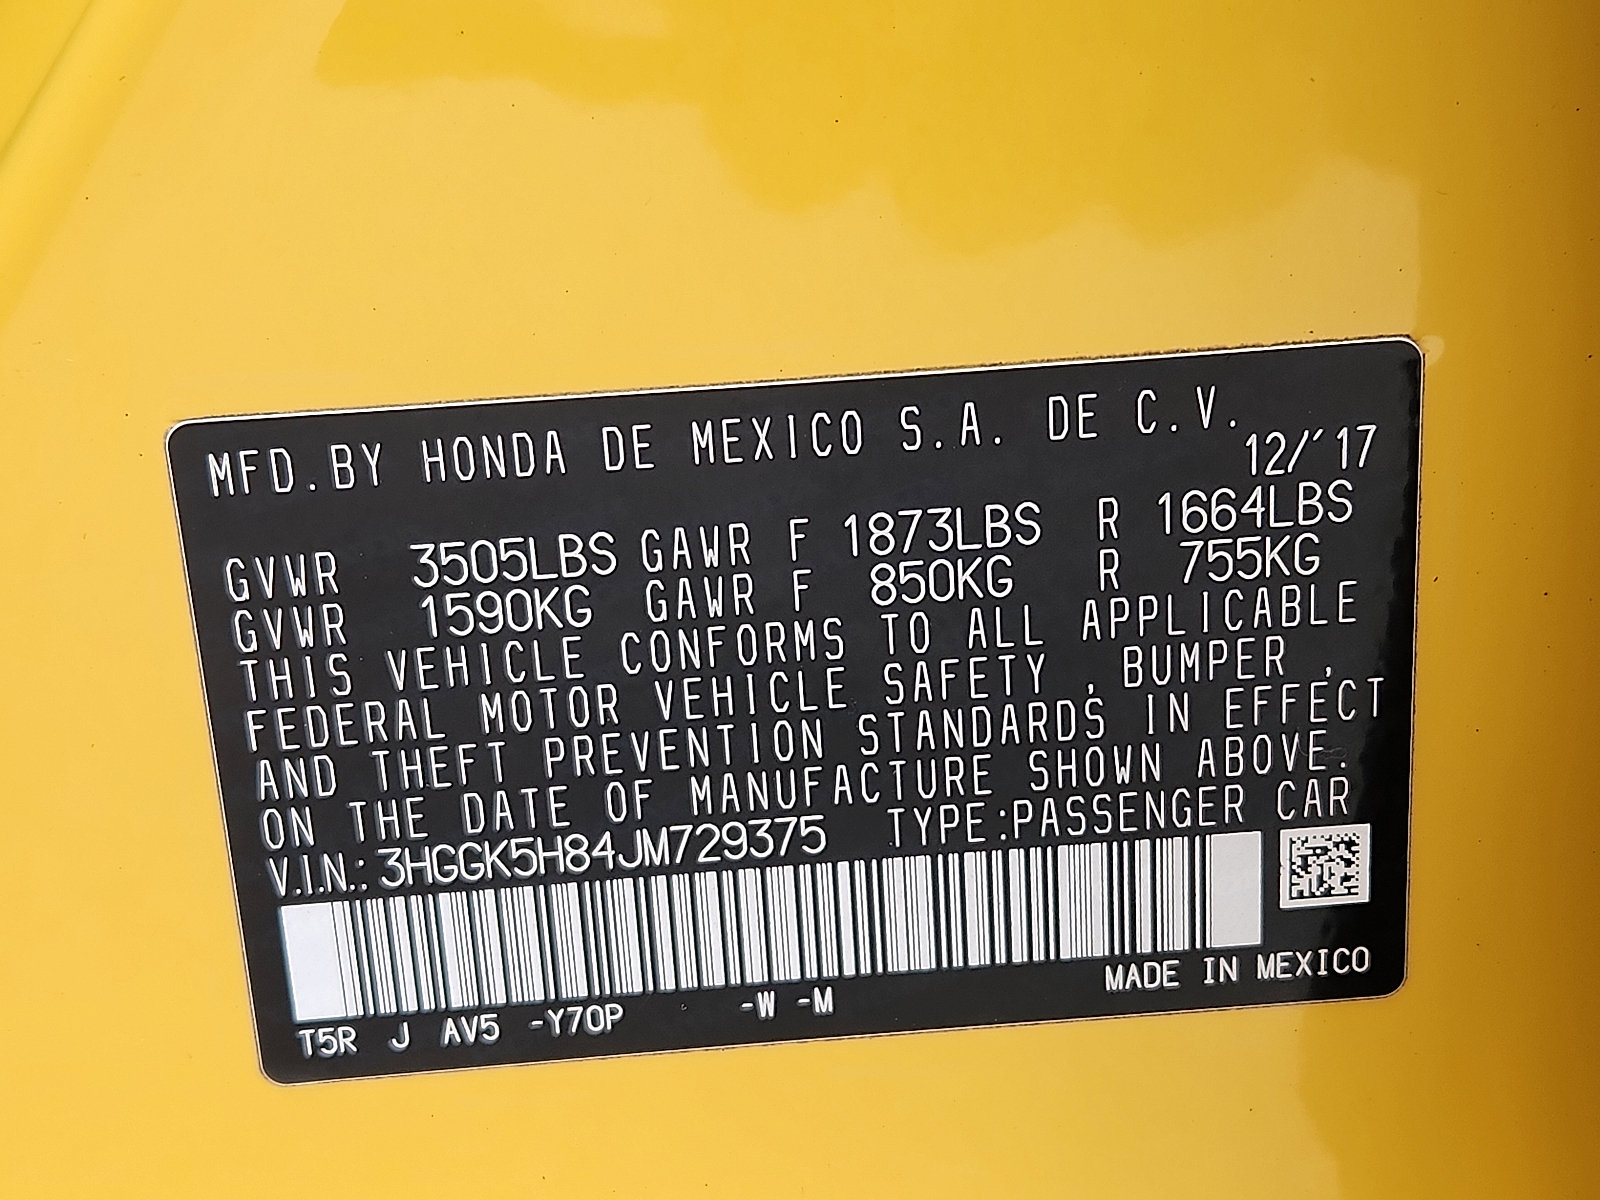 MFD.BY HONDA DE MEXICO S.A. DE C.V.
12/'17
GVWR 3505LBS GAWR F 1873LBS R 1664LBS
GVWR 1590KG GAWR F 850KG R 755KG
THIS VEHICLE CONFORMS TO ALL APPLICABLE
FEDERAL MOTOR VEHICLE SAFETY , BUMPER ,
AND THEFT PREVENTION STANDARDS IN EFFECT
ON THE DATE OF MANUFACTURE SHOWN ABOVE.
V.I.N.: 3HGGK5H84JM729375 TYPE:PASSENGER CAR
T5R J AV5 -Y70P -W -M MADE IN MEXICO